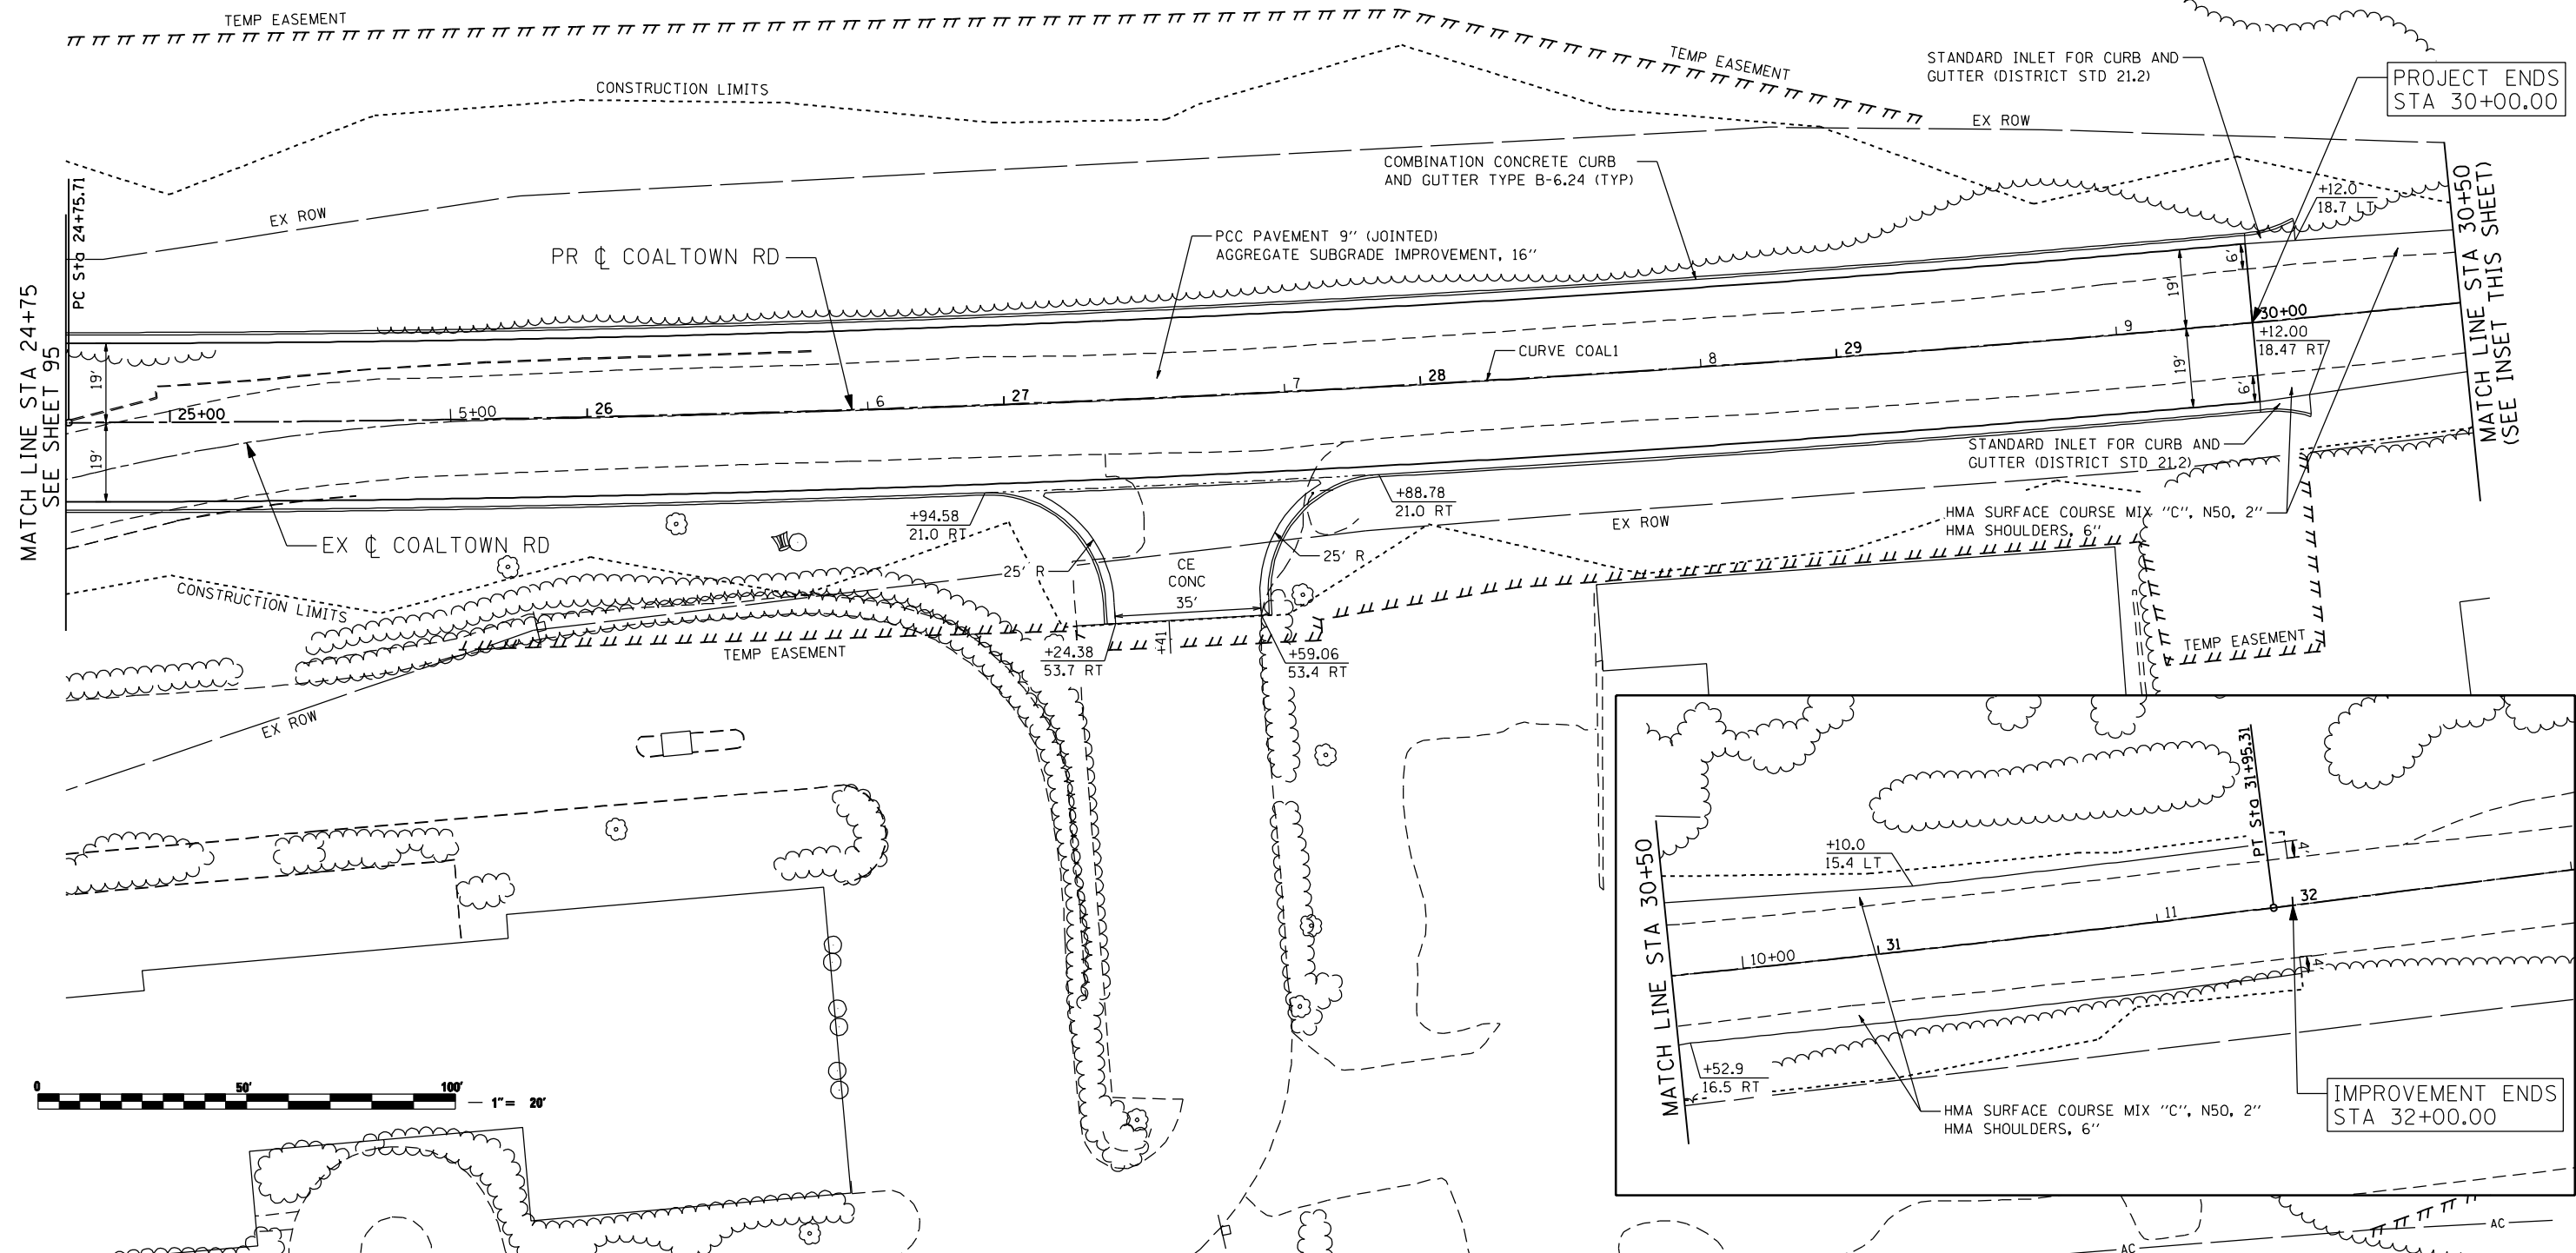 TEMP EASEMENT
CONSTRUCTION LIMITS
TEMP EASEMENT
STANDARD INLET FOR CURB AND
GUTTER (DISTRICT STD 21.2)
PROJECT ENDS
STA 30+00.00
EX ROW
COMBINATION CONCRETE CURB
AND GUTTER TYPE B-6.24 (TYP)
MATCH LINE STA 30+50
(SEE INSET THIS SHEET)
+12.0
18.7 LT
PC Sta 24+75.71
EX ROW
PCC PAVEMENT 9" (JOINTED)
AGGREGATE SUBGRADE IMPROVEMENT, 16"
PR ℄ COALTOWN RD
MATCH LINE STA 24+75
SEE SHEET 95
19'
19'
25+00
5+00
26
6
27
7
28
CURVE COAL1
8
29
9
19'
19'
6'
6'
30+00
+12.00
18.47 RT
STANDARD INLET FOR CURB AND
GUTTER (DISTRICT STD 21.2)
HMA SURFACE COURSE MIX "C", N50, 2"
HMA SHOULDERS, 6"
EX ℄ COALTOWN RD
+94.58
21.0 RT
+88.78
21.0 RT
EX ROW
25' R
25' R
CE
CONC
35'
+41
CONSTRUCTION LIMITS
TEMP EASEMENT
+24.38
53.7 RT
+59.06
53.4 RT
TEMP EASEMENT
EX ROW
MATCH LINE STA 30+50
PT Sta 31+95.31
+10.0
15.4 LT
4'
10+00
31
11
32
4'
+52.9
16.5 RT
HMA SURFACE COURSE MIX "C", N50, 2"
HMA SHOULDERS, 6"
IMPROVEMENT ENDS
STA 32+00.00
0 50' 100'
1"= 20'
AC
AC